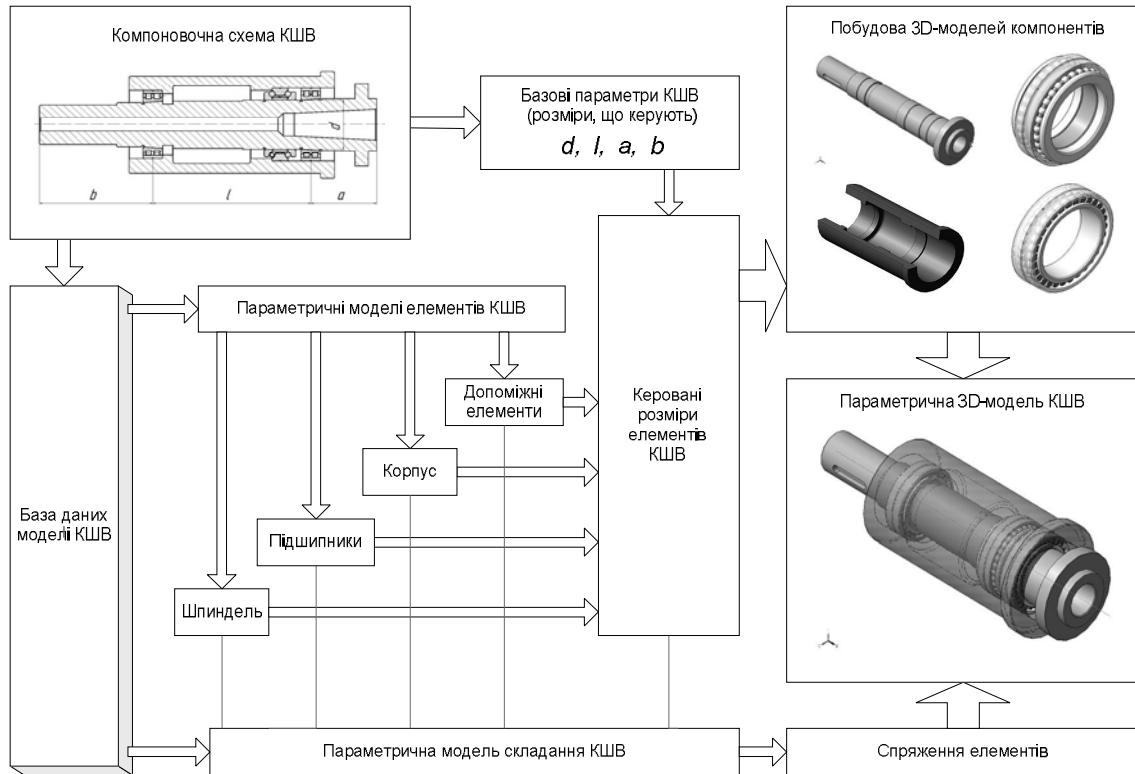 Компоновочна схема КШВ
d
b
l
a
Базові параметри КШВ
(розміри, що керують)
d, l, a, b
Побудова 3D-моделей компонентів
База даних
моделі КШВ
Параметричні моделі елементів КШВ
Допоміжні
елементи
Корпус
Підшипники
Шпиндель
Керовані
розміри
елементів
КШВ
Параметрична 3D-модель КШВ
Параметрична модель складання КШВ
Спряження елементів